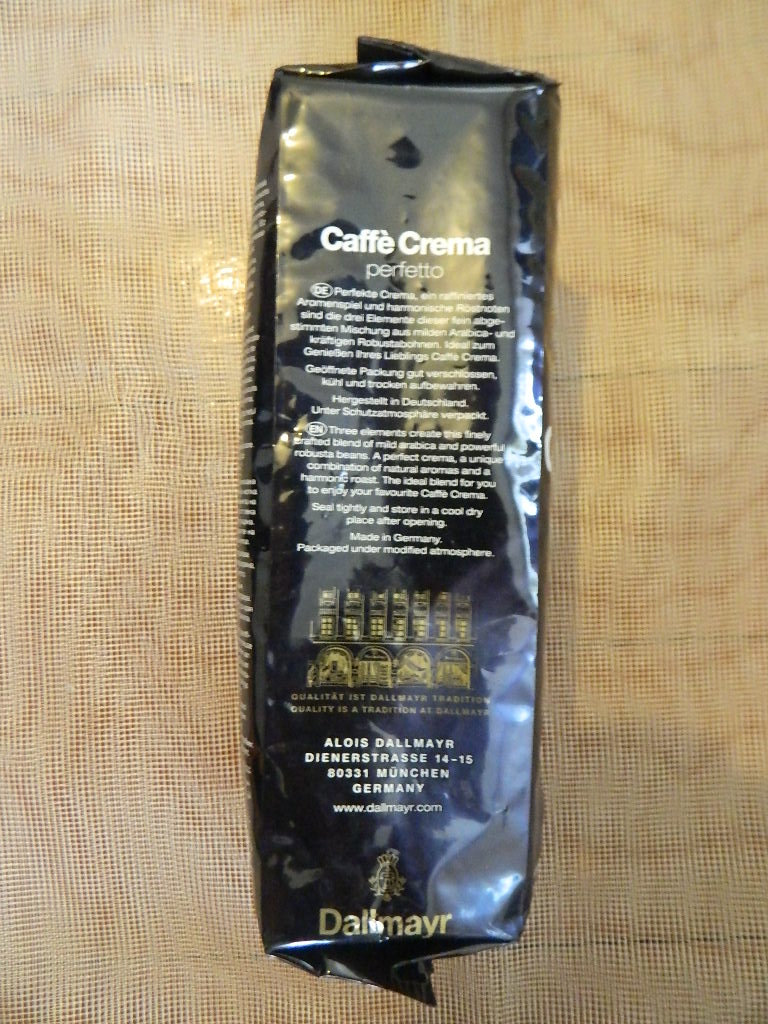 Caffè Crema
perfetto
DE Perfekte Crema, ein raffiniertes
Aromenspiel und harmonische Röstnoten
sind die drei Elemente dieser fein abge-
stimmten Mischung aus milden Arabica- und
kräftigen Robustabohnen. Ideal zum
Genießen Ihres Lieblings Caffè Crema.
Geöffnete Packung gut verschlossen,
kühl und trocken aufbewahren.
Hergestellt in Deutschland.
Unter Schutzatmosphäre verpackt.
EN Three elements create this finely
crafted blend of mild arabica and powerful
robusta beans. A perfect crema, a unique
combination of natural aromas and a
harmonic roast. The ideal blend for you
to enjoy your favourite Caffè Crema.
Seal tightly and store in a cool dry
place after opening.
Made in Germany.
Packaged under modified atmosphere.
QUALITÄT IST DALLMAYR TRADITION
QUALITY IS A TRADITION AT DALLMAYR
ALOIS DALLMAYR
DIENERSTRASSE 14-15
80331 MÜNCHEN
GERMANY
www.dallmayr.com
Dallmayr